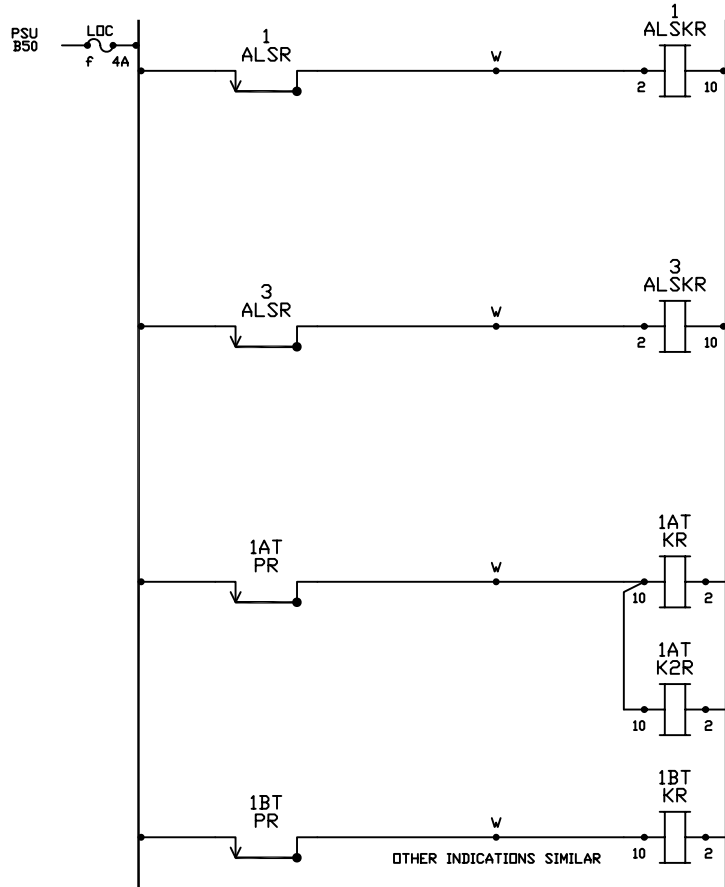 PSU
B50
LOC
f 4A
1
ALSR
W
1
ALSKR
2 10
3
ALSR
W
3
ALSKR
2 10
1AT
PR
W
1AT
KR
10 2
1AT
K2R
10 2
1BT
PR
W
1BT
KR
10 2
OTHER INDICATIONS SIMILAR